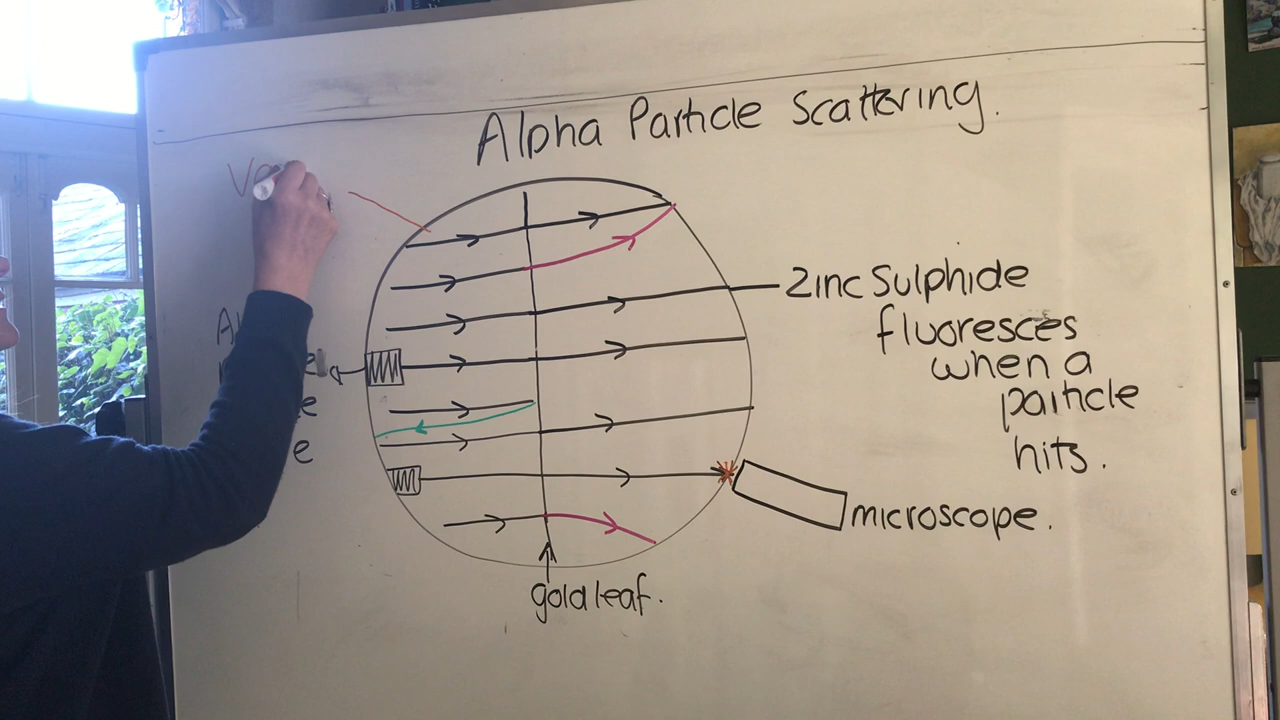 Alpha Particle Scattering.
Zinc Sulphide
fluoresces
when a
particle
hits.
microscope.
gold leaf.